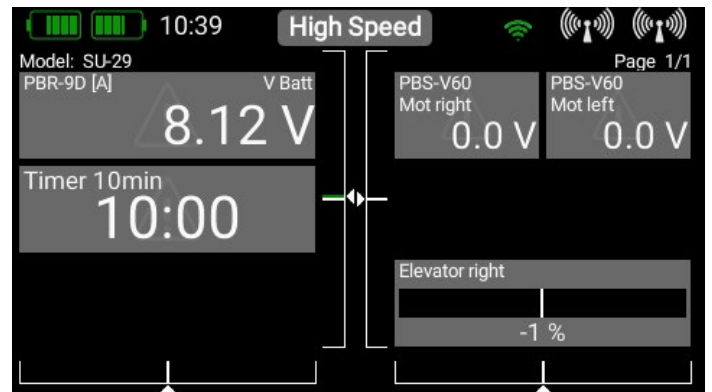 10:39 High Speed
Model: SU-29 Page 1/1
PBR-9D [A] V Batt
8.12 V
PBS-V60
Mot right
0.0 V
PBS-V60
Mot left
0.0 V
Timer 10min
10:00
Elevator right
-1 %